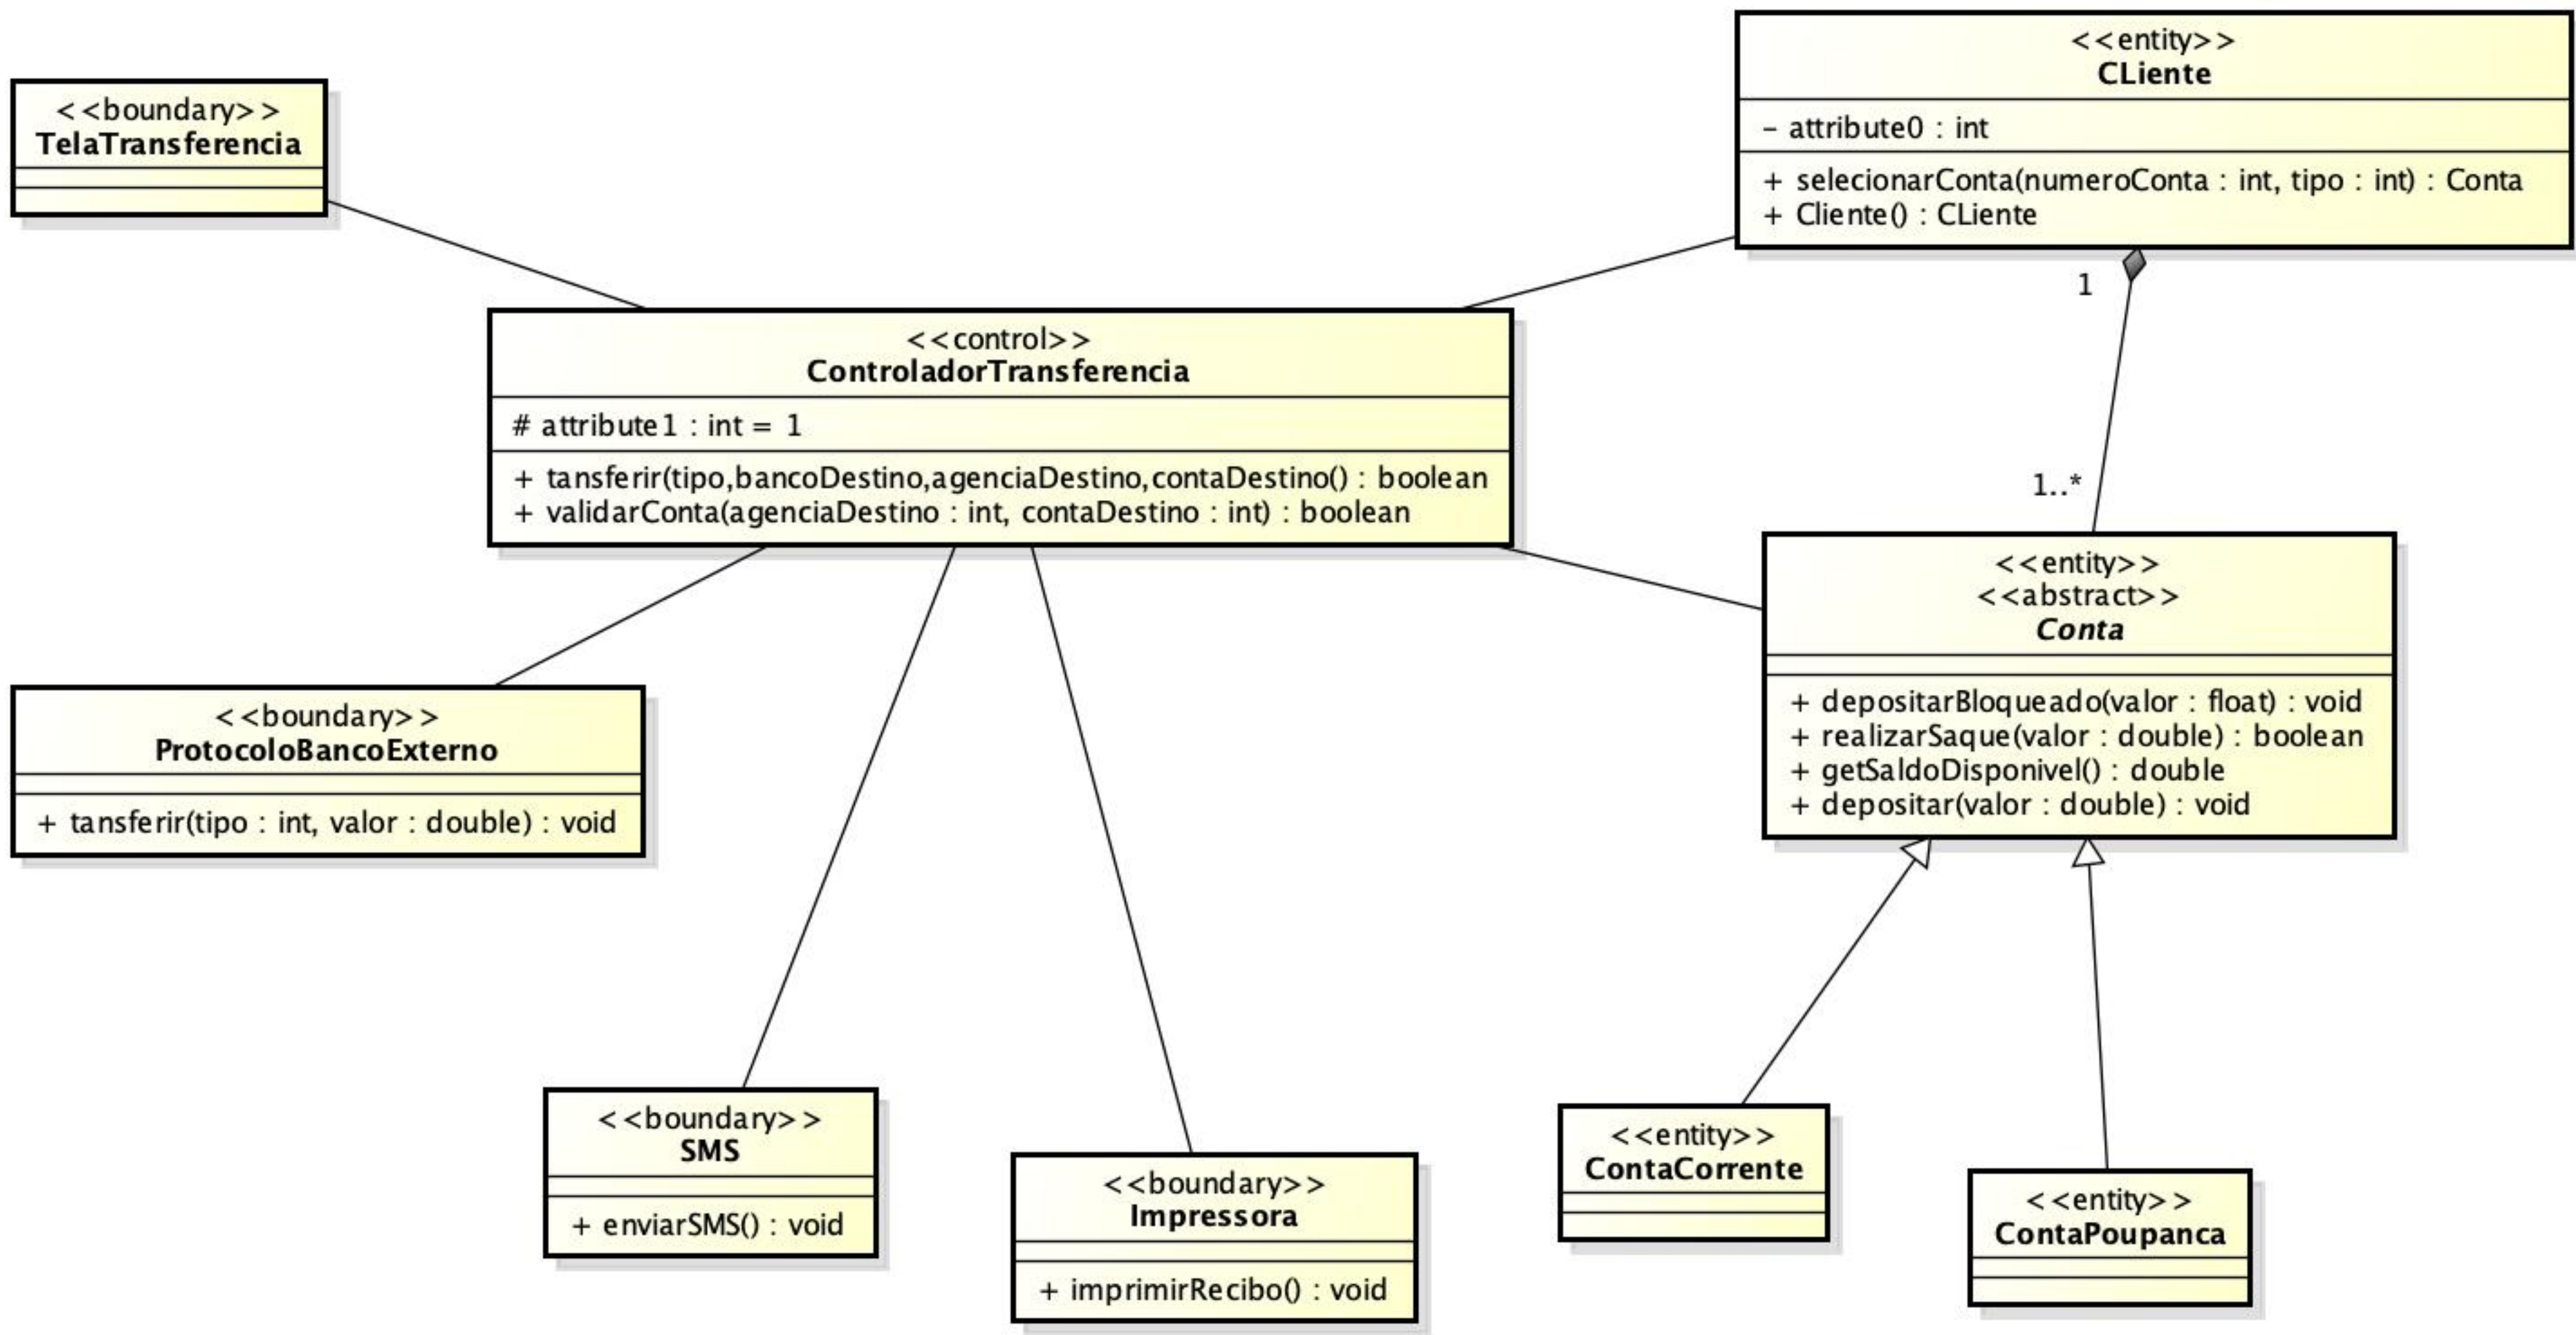 <<entity>>
CLiente
- attribute0 : int
+ selecionarConta(numeroConta : int, tipo : int) : Conta
+ Cliente() : CLiente
<<boundary>>
TelaTransferencia
1
<<control>>
ControladorTransferencia
# attribute1 : int = 1
+ tansferir(tipo,bancoDestino,agenciaDestino,contaDestino() : boolean
+ validarConta(agenciaDestino : int, contaDestino : int) : boolean
1..*
<<entity>>
<<abstract>>
Conta
+ depositarBloqueado(valor : float) : void
+ realizarSaque(valor : double) : boolean
+ getSaldoDisponivel() : double
+ depositar(valor : double) : void
<<boundary>>
ProtocoloBancoExterno
+ tansferir(tipo : int, valor : double) : void
<<boundary>>
SMS
+ enviarSMS() : void
<<boundary>>
Impressora
+ imprimirRecibo() : void
<<entity>>
ContaCorrente
<<entity>>
ContaPoupanca